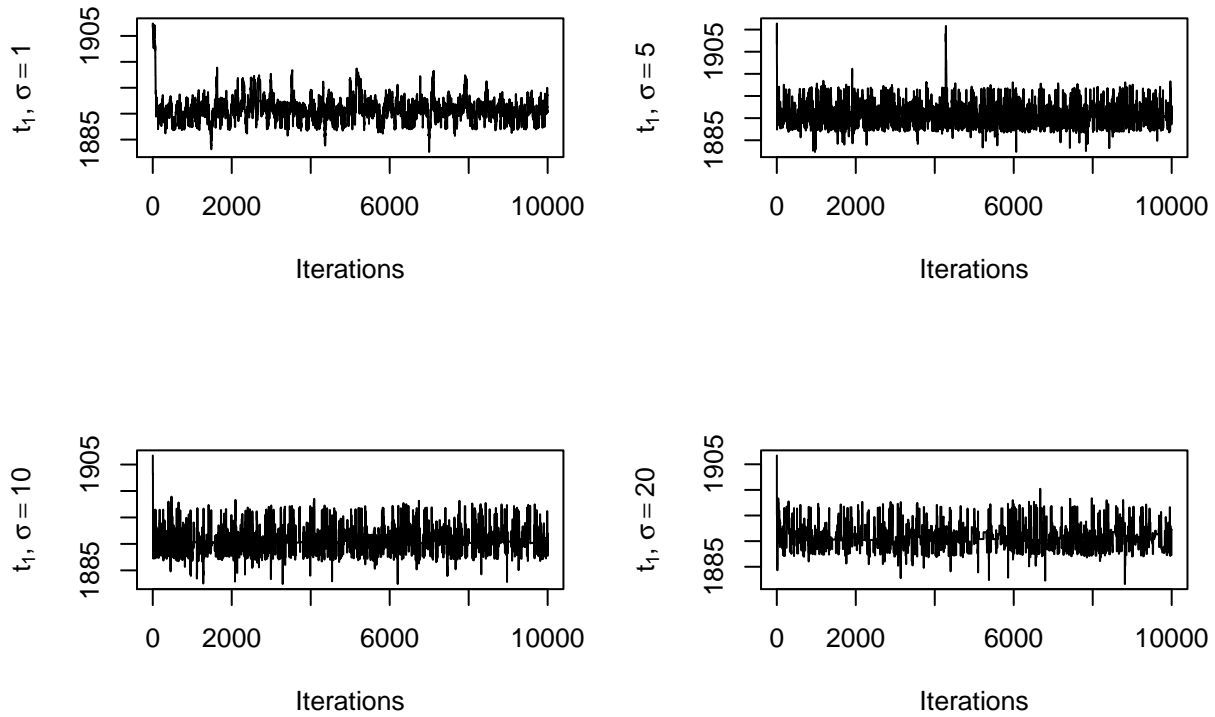 t₁, σ = 1
1885 1905
0 2000 6000 10000
Iterations
t₁, σ = 5
1885 1905
0 2000 6000 10000
Iterations
t₁, σ = 10
1885 1905
0 2000 6000 10000
Iterations
t₁, σ = 20
1885 1905
0 2000 6000 10000
Iterations